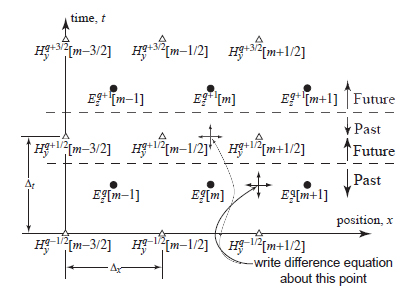 time, t
H_y^{q+3/2}[m−3/2] H_y^{q+3/2}[m−1/2] H_y^{q+3/2}[m+1/2]
E_z^{q+1}[m−1] E_z^{q+1}[m] E_z^{q+1}[m+1] Future
Past
H_y^{q+1/2}[m−3/2] H_y^{q+1/2}[m−1/2] H_y^{q+1/2}[m+1/2] Future
Δ_t
Past
E_z^q[m−1] E_z^q[m] E_z^q[m+1]
position, x
H_y^{q−1/2}[m−3/2] H_y^{q−1/2}[m−1/2] H_y^{q−1/2}[m+1/2]
Δ_x
write difference equation
about this point